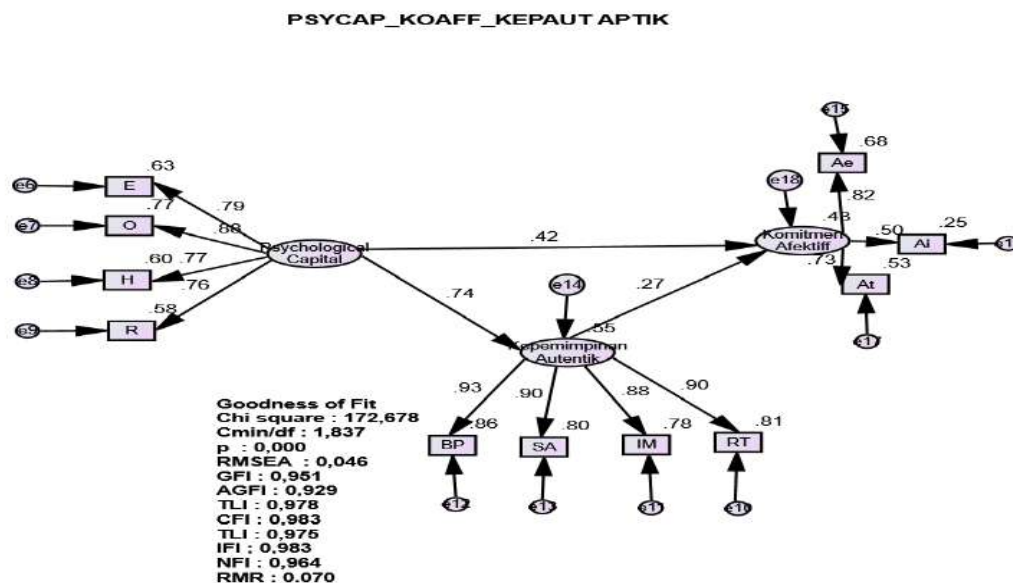 PSYCAP_KOAFF_KEPAUT APTIK
e15
.68
Ae
e18
.82
.63
e6
E
.79
.77
e7
O
.88
Psychological
Capital
.42
.43
Komitmen
Afektiff
.50
.25
Ai
.60
.77
e8
H
.76
.73
.53
At
.74
e14
.27
.58
e9
R
e17
.55
Kepemimpinan
Autentik
.93
.90
.88
.90
.86
.80
.78
.81
BP
SA
IM
RT
e12
e13
e11
e10
Goodness of Fit
Chi square : 172,678
Cmin/df : 1,837
p : 0,000
RMSEA : 0,046
GFI : 0,951
AGFI : 0,929
TLI : 0,978
CFI : 0,983
TLI : 0,975
IFI : 0,983
NFI : 0,964
RMR : 0.070